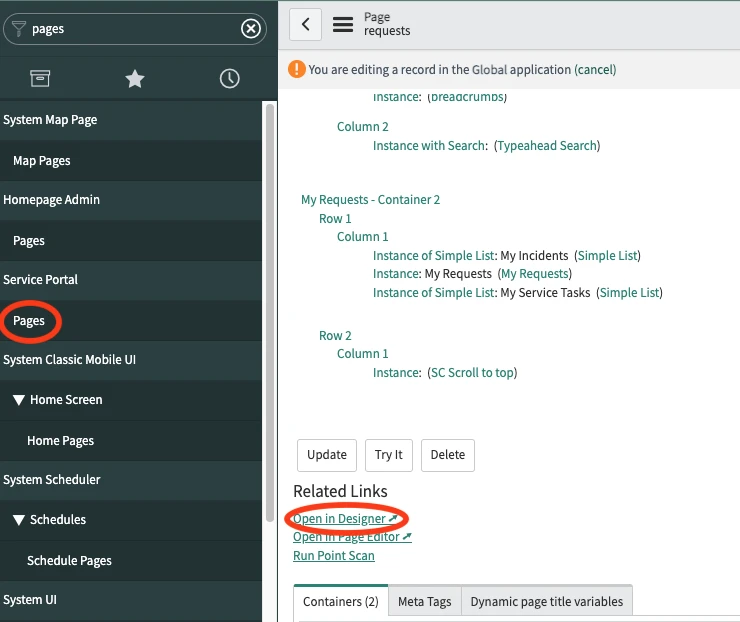 pages
System Map Page
Map Pages
Homepage Admin
Pages
Service Portal
Pages
System Classic Mobile UI
Home Screen
Home Pages
System Scheduler
Schedules
Schedule Pages
System UI
Page
requests
You are editing a record in the Global application (cancel)
Instance: (breadcrumbs)
Column 2
Instance with Search: (Typeahead Search)
My Requests - Container 2
Row 1
Column 1
Instance of Simple List: My Incidents (Simple List)
Instance: My Requests (My Requests)
Instance of Simple List: My Service Tasks (Simple List)
Row 2
Column 1
Instance: (SC Scroll to top)
Update Try It Delete
Related Links
Open in Designer
Open in Page Editor
Run Point Scan
Containers (2) Meta Tags Dynamic page title variables